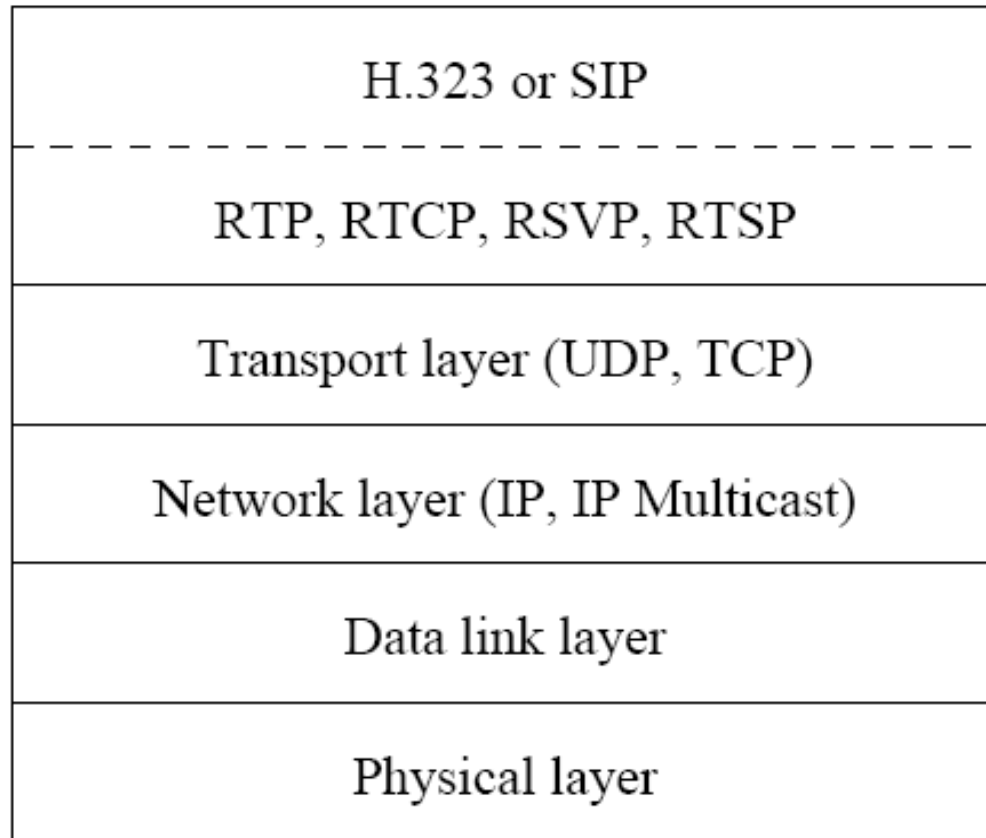 H.323 or SIP
RTP, RTCP, RSVP, RTSP
Transport layer (UDP, TCP)
Network layer (IP, IP Multicast)
Data link layer
Physical layer